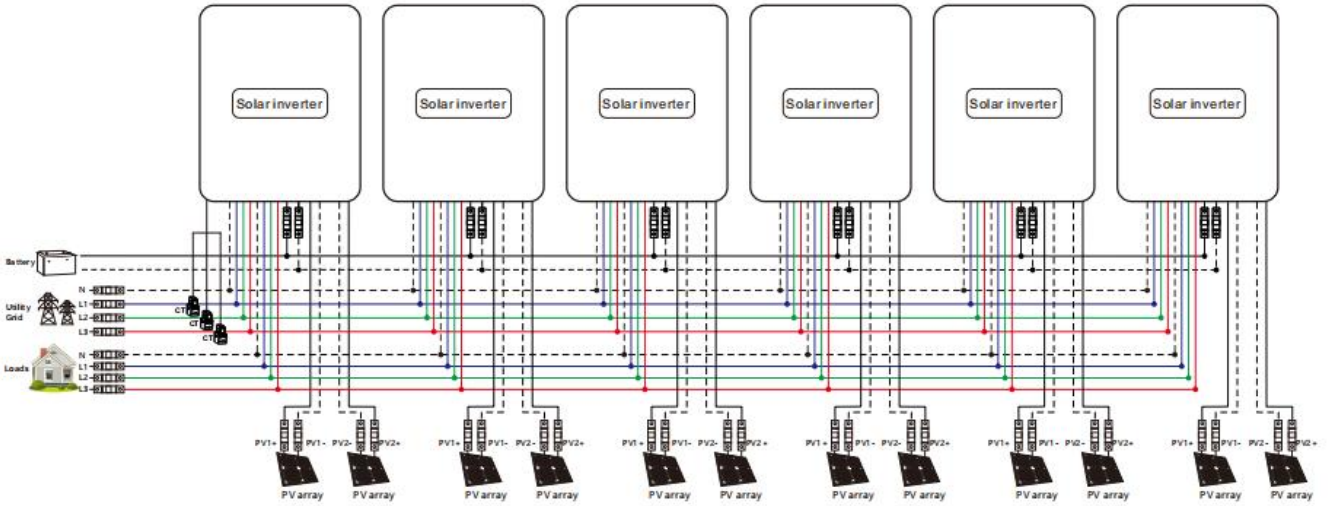 Solar inverter Solar inverter Solar inverter Solar inverter Solar inverter Solar inverter
Battery
N
L1
Utility
Grid
L2
L3
CT
CT
CT
N
Loads
L1
L2
L3
PV1+ PV1- PV2- PV2+ PV1+ PV1- PV2- PV2+ PV1+ PV1- PV2- PV2+ PV1+ PV1- PV2- PV2+ PV1+ PV1- PV2- PV2+ PV1+ PV1- PV2- PV2+
PV array PV array PV array PV array PV array PV array PV array PV array PV array PV array PV array PV array